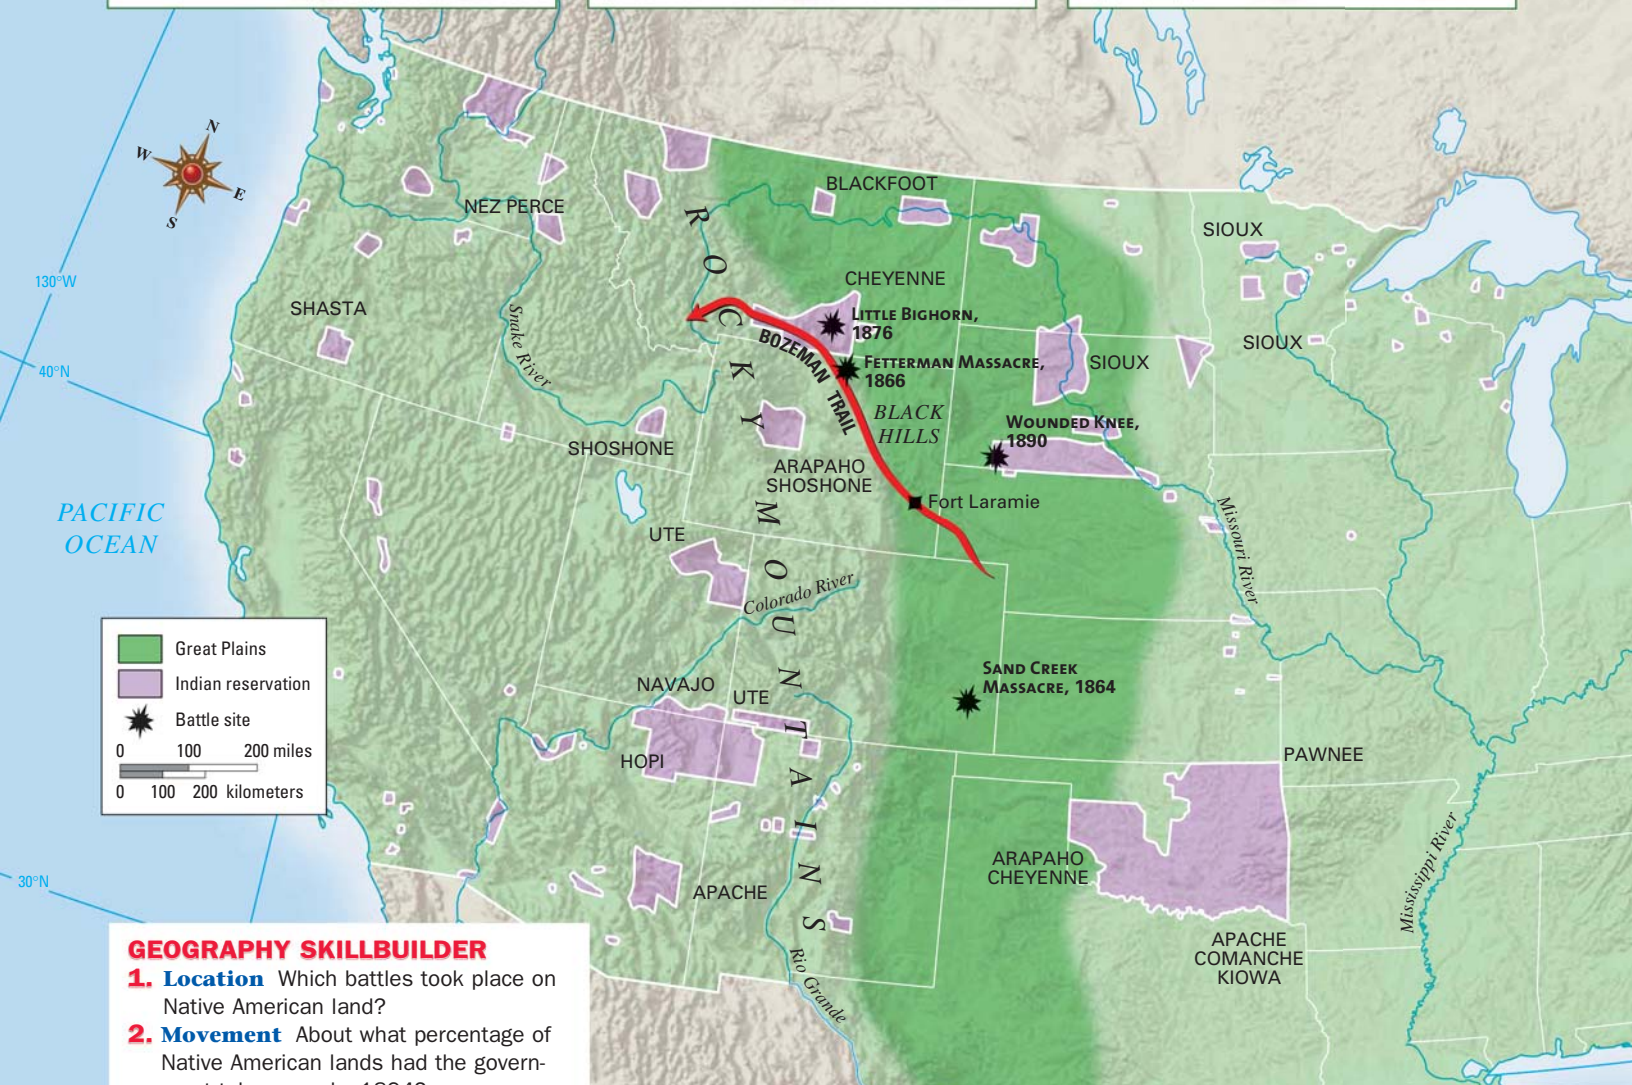 N
W
E
S
130°W
40°N
30°N
PACIFIC
OCEAN
BLACKFOOT
NEZ PERCE
SIOUX
CHEYENNE
SHASTA
Snake River
LITTLE BIGHORN,
1876
BOZEMAN TRAIL
FETTERMAN MASSACRE,
1866
SIOUX
SIOUX
BLACK
HILLS
WOUNDED KNEE,
1890
SHOSHONE
ARAPAHO
SHOSHONE
Fort Laramie
ROCKY MOUNTAINS
UTE
Colorado River
Missouri River
SAND CREEK
MASSACRE, 1864
NAVAJO
UTE
HOPI
PAWNEE
Mississippi River
ARAPAHO
CHEYENNE
APACHE
APACHE
COMANCHE
KIOWA
Rio Grande
Great Plains
Indian reservation
Battle site
0 100 200 miles
0 100 200 kilometers
GEOGRAPHY SKILLBUILDER
1. Location Which battles took place on
Native American land?
2. Movement About what percentage of
Native American lands had the govern-